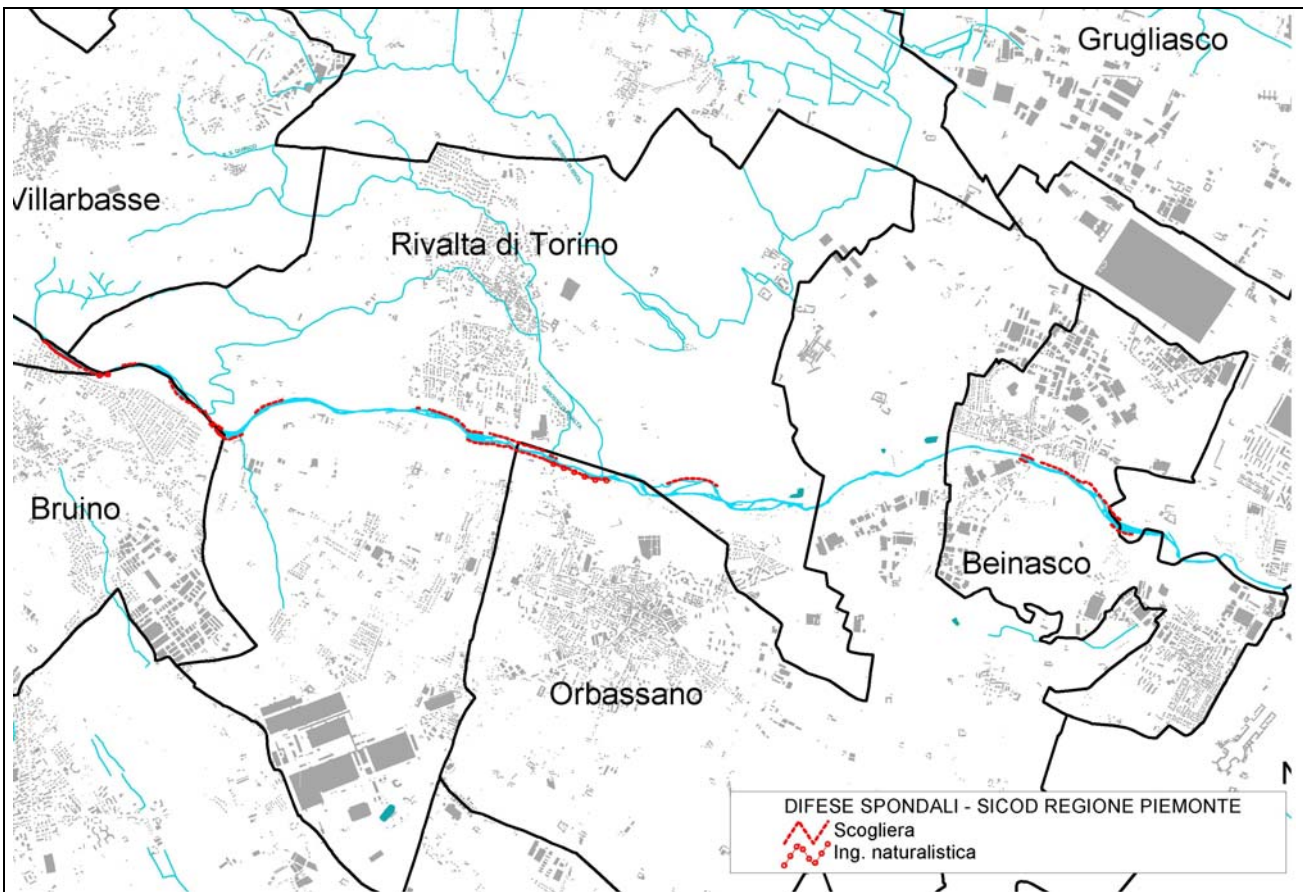 Grugliasco
Villarbasse
Rivalta di Torino
Bruino
Beinasco
Orbassano
N
DIFESE SPONDALI - SICOD REGIONE PIEMONTE
Scogliera
Ing. naturalistica